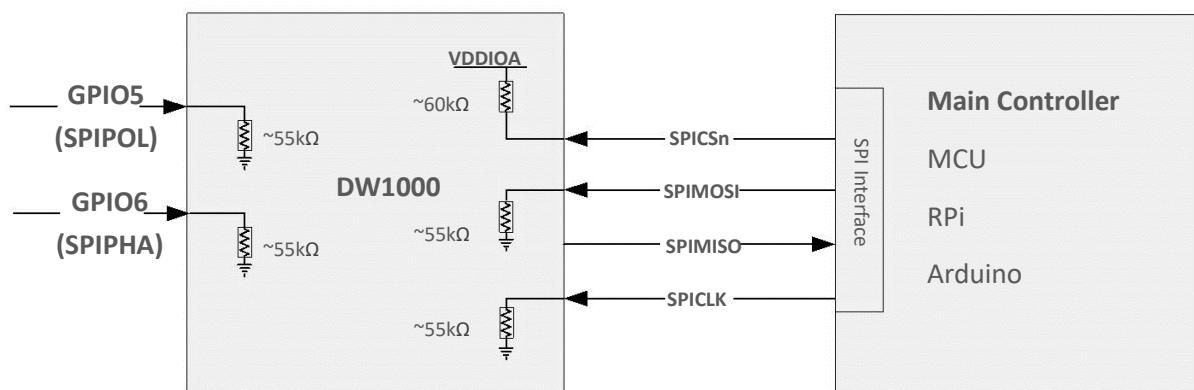 GPIO5
(SPIPOL)
~55kΩ
GPIO6
(SPIPHA)
~55kΩ
DW1000
VDDIOA
~60kΩ
~55kΩ
~55kΩ
SPICSn
SPIMOSI
SPIMISO
SPICLK
SPI Interface
Main Controller
MCU
RPi
Arduino